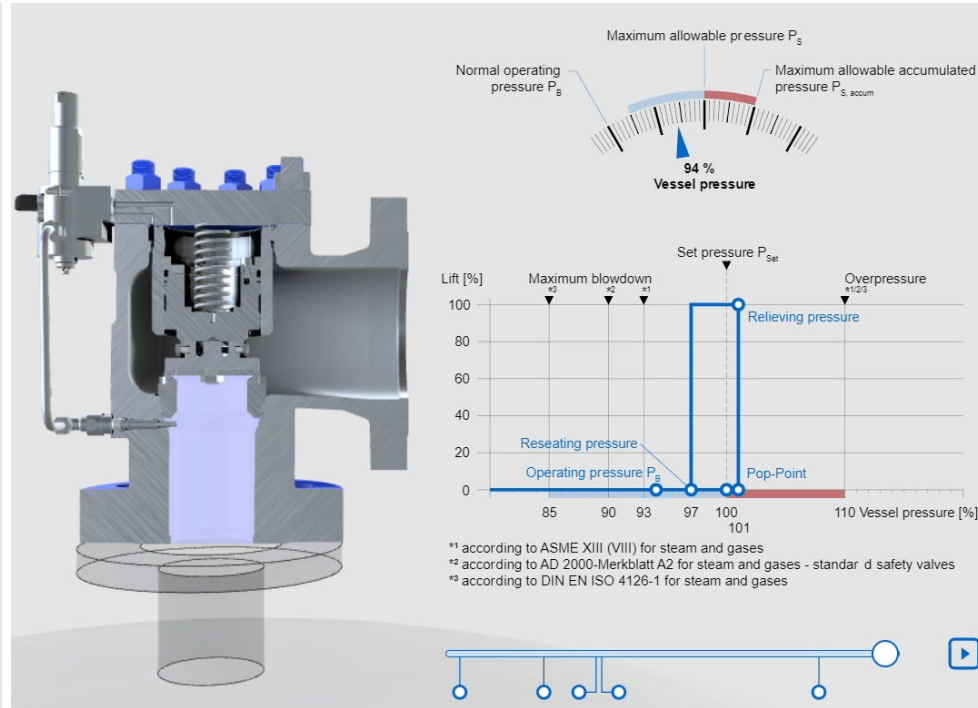 Maximum allowable pressure PS
Normal operating
pressure PB
Maximum allowable accumulated
pressure PS, accum
94 %
Vessel pressure
Set pressure PSet
Lift [%]
Maximum blowdown
Overpressure
*3
*2
*1
*1/2/3
100
Relieving pressure
80
60
40
Reseating pressure
20
Operating pressure PB
Pop-Point
0
85
90
93
97
100
110
Vessel pressure [%]
101
*1 according to ASME XIII (VIII) for steam and gases
*2 according to AD 2000-Merkblatt A2 for steam and gases - standar d safety valves
*3 according to DIN EN ISO 4126-1 for steam and gases